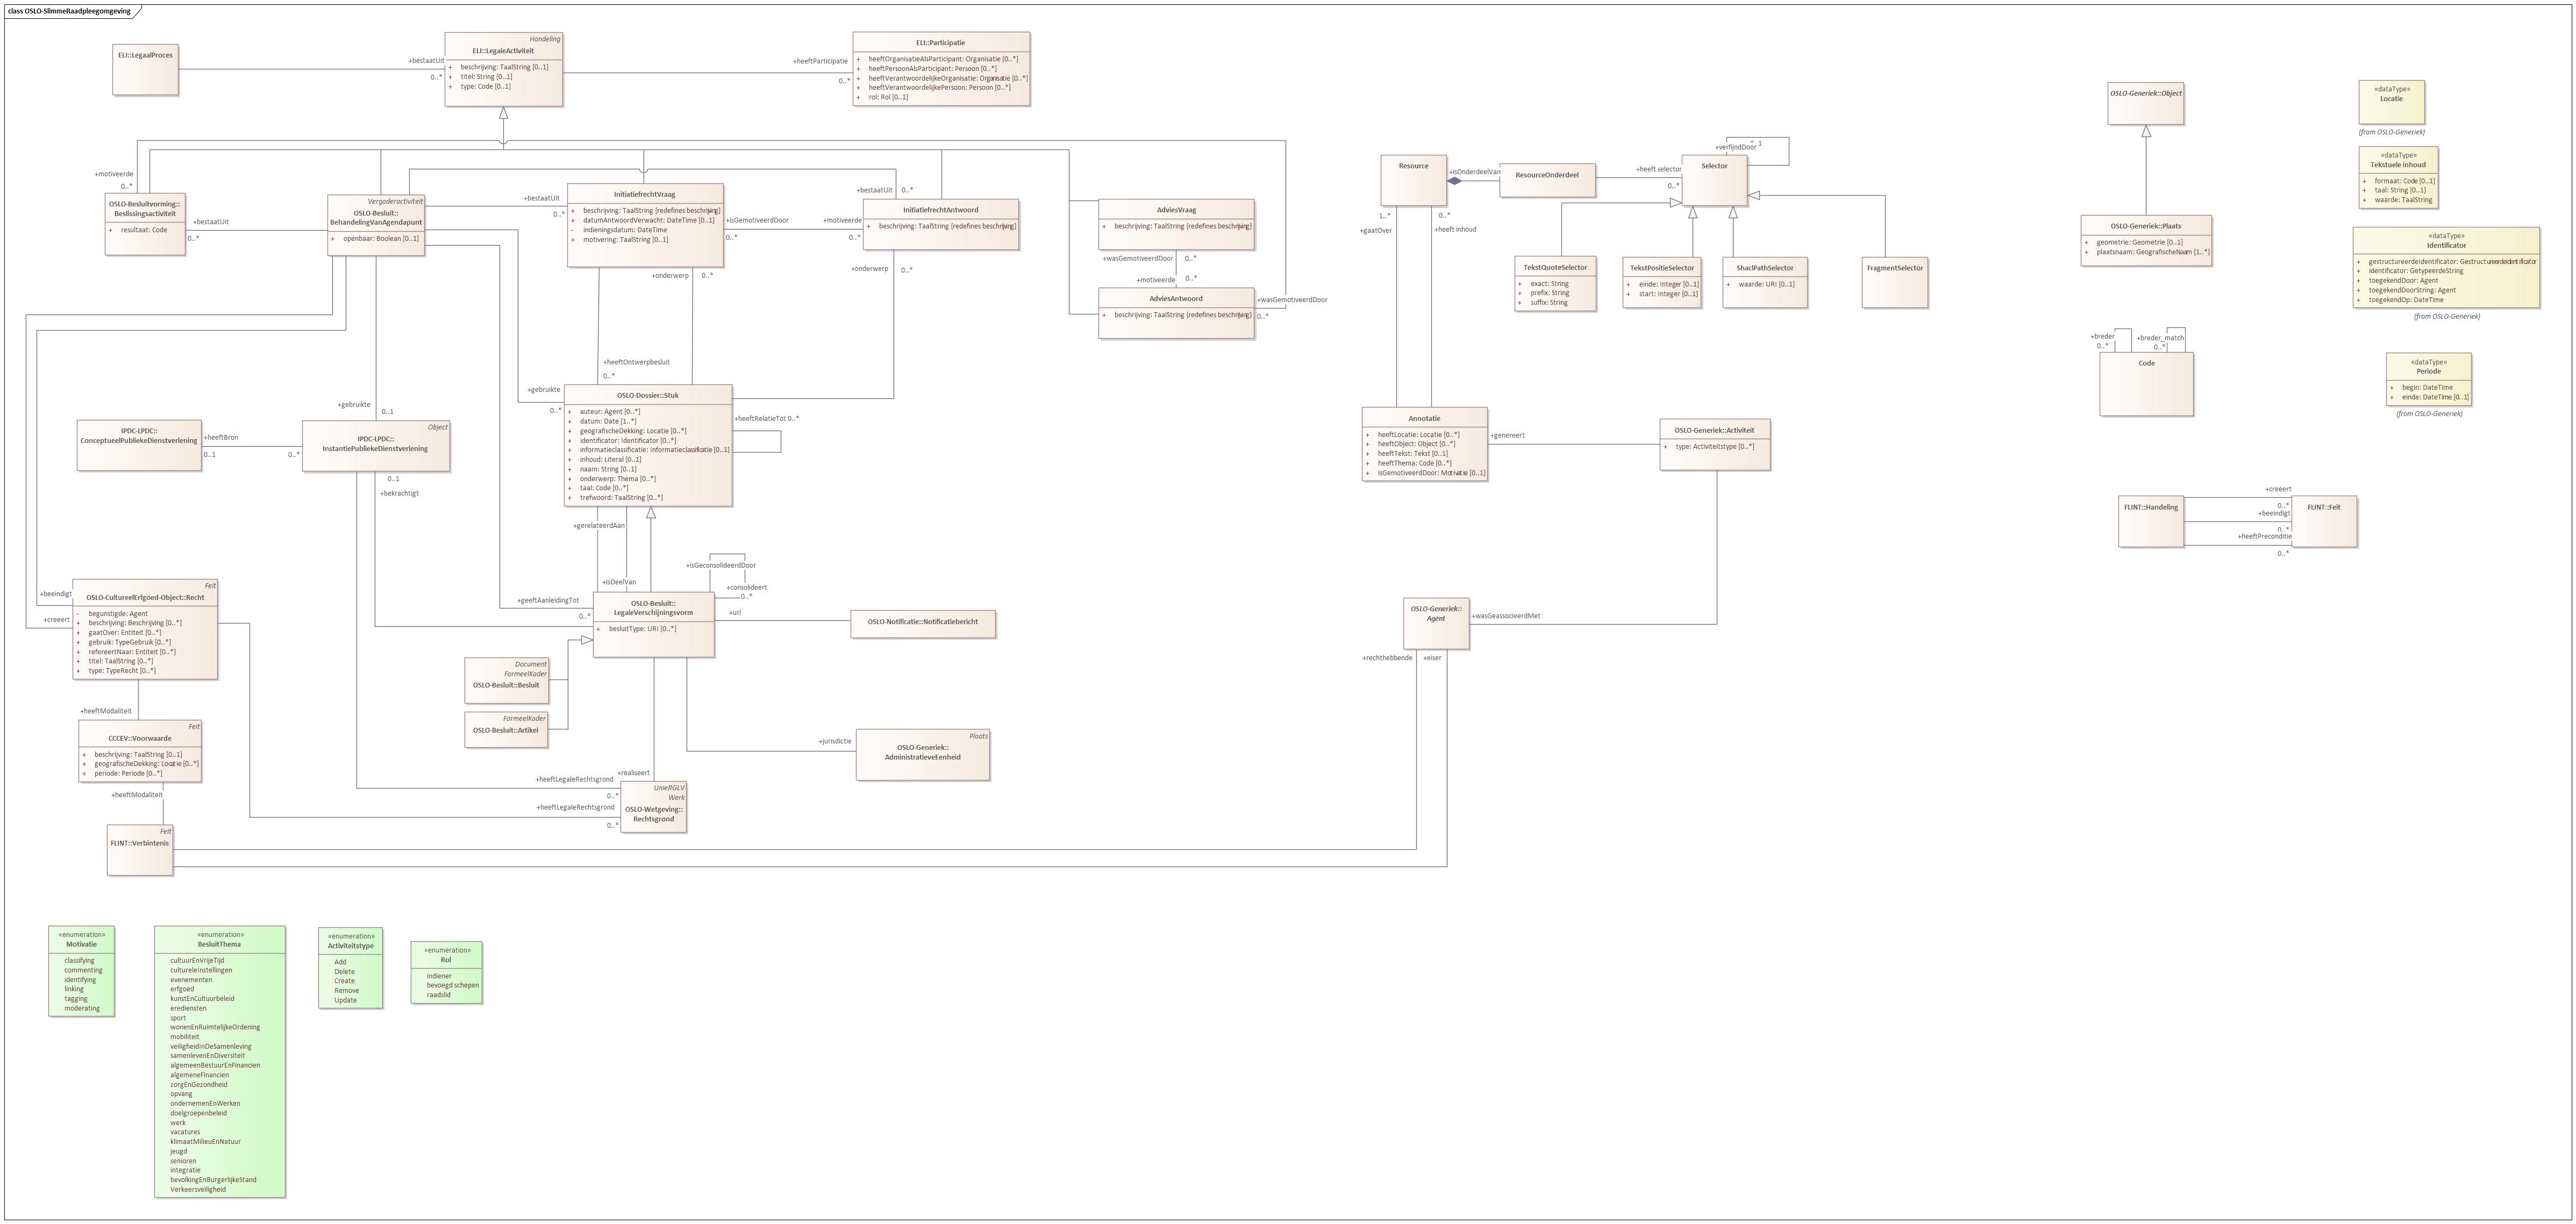 class OSLO-SlimmeRaadpleegomgeving
ELI::LegaalProces
+bestaatUit
0..*
Handeling
ELI::LegaleActiviteit
+ beschrijving: TaalString [0..1]
+ titel: String [0..1]
+ type: Code [0..1]
+heeftParticipatie
0..*
ELI::Participatie
+ heeftOrganisatieAlsParticipant: Organisatie [0..*]
+ heeftPersoonAlsParticipant: Persoon [0..*]
+ heeftVerantwoordelijkeOrganisatie: Organisatie [0..*]
+ heeftVerantwoordelijkePersoon: Persoon [0..*]
+ rol: Rol [0..1]
+motiveerde
0..*
OSLO-Besluitvorming::
Beslissingsactiviteit
+ resultaat: Code
+bestaatUit
0..*
Vergaderactiviteit
OSLO-Besluit::
BehandelingVanAgendapunt
+ openbaar: Boolean [0..1]
+bestaatUit
0..*
InitiatiefrechtVraag
+ beschrijving: TaalString {redefines beschrijving}
+ datumAntwoordVerwacht: DateTime [0..1]
- indieningsdatum: DateTime
+ motivering: TaalString [0..1]
+isGemotiveerdDoor
0..*
+motiveerde
0..*
+bestaatUit
0..*
InitiatiefrechtAntwoord
+ beschrijving: TaalString {redefines beschrijving}
+onderwerp
0..*
+onderwerp
0..*
AdviesVraag
+ beschrijving: TaalString {redefines beschrijving}
+wasGemotiveerdDoor
0..*
+motiveerde
0..*
AdviesAntwoord
+ beschrijving: TaalString {redefines beschrijving}
+wasGemotiveerdDoor
0..*
+heeftOntwerpbesluit
0..*
+gebruikte
0..*
OSLO-Dossier::Stuk
+ auteur: Agent [0..*]
+ datum: Date [1..*]
+ geografischeDekking: Locatie [0..*]
+ identificator: Identificator [0..*]
+ informatieclassificatie: Informatieclassificatie [0..1]
+ inhoud: Literal [0..1]
+ naam: String [0..1]
+ onderwerp: Thema [0..*]
+ taal: Code [0..*]
+ trefwoord: TaalString [0..*]
+heeftRelatieTot 0..*
+gebruikte
0..1
IPDC-LPDC::
ConceptueelPubliekeDienstverlening
+heeftBron
0..1
0..*
Object
IPDC-LPDC::
InstantiePubliekeDienstverlening
0..1
+bekrachtigt
+gerelateerdAan
+isDeelVan
+isGeconsolideerdDoor
+consolideert
0..*
+geeftAanleidingTot
0..*
OSLO-Besluit::
LegaleVerschijningsvorm
+ besluitType: URI [0..*]
+url
OSLO-Notificatie::Notificatiebericht
+beeindigt
+creeert
Feit
OSLO-CultureelErfgoed-Object::Recht
- begunstigde: Agent
+ beschrijving: Beschrijving [0..*]
+ gaatOver: Entiteit [0..*]
+ gebruik: TypeGebruik [0..*]
+ refereertNaar: Entiteit [0..*]
+ titel: TaalString [0..*]
+ type: TypeRecht [0..*]
Document
FormeelKader
OSLO-Besluit::Besluit
FormeelKader
OSLO-Besluit::Artikel
+heeftModaliteit
Feit
CCCEV::Voorwaarde
+ beschrijving: TaalString [0..1]
+ geografischeDekking: Locatie [0..*]
+ periode: Periode [0..*]
+heeftModaliteit
Feit
FLINT::Verbintenis
+jurisdictie
Plaats
OSLO-Generiek::
AdministratieveEenheid
+realiseert
+heeftLegaleRechtsgrond
0..*
+heeftLegaleRechtsgrond
0..*
UnieRGLV
Werk
OSLO-Wetgeving::
Rechtsgrond
Resource
+isOnderdeelVan
ResourceOnderdeel
+heeft selector
0..*
Selector
+verfijndDoor
1
1..*
+gaatOver
0..*
+heeft inhoud
TekstQuoteSelector
+ exact: String
+ prefix: String
+ suffix: String
TekstPositieSelector
+ einde: Integer [0..1]
+ start: Integer [0..1]
ShaclPathSelector
+ waarde: URI [0..1]
FragmentSelector
Annotatie
+ heeftLocatie: Locatie [0..*]
+ heeftObject: Object [0..*]
+ heeftTekst: Tekst [0..1]
+ heeftThema: Code [0..*]
+ isGemotiveerdDoor: Motivatie [0..1]
+genereert
OSLO-Generiek::Activiteit
+ type: Activiteitstype [0..*]
OSLO-Generiek::
Agent
+wasGeassocieerdMet
+rechthebbende
+eiser
OSLO-Generiek::Object
OSLO-Generiek::Plaats
+ geometrie: Geometrie [0..1]
+ plaatsnaam: GeografischeNaam [1..*]
«dataType»
Locatie
(from OSLO-Generiek)
«dataType»
Tekstuele inhoud
+ formaat: Code [0..1]
+ taal: String [0..1]
+ waarde: TaalString
«dataType»
Identificator
+ gestructureerdeIdentificator: GestructureerdeIdentificator
+ identificator: GetypeerdeString
+ toegekendDoor: Agent
+ toegekendDoorString: Agent
+ toegekendOp: DateTime
(from OSLO-Generiek)
+breder
0..*
+breder_match
0..*
Code
«dataType»
Periode
+ begin: DateTime
+ einde: DateTime [0..1]
(from OSLO-Generiek)
FLINT::Handeling
+creeert
0..*
+beeindigt
0..*
+heeftPreconditie
0..*
FLINT::Feit
«enumeration»
Motivatie
classifying
commenting
identifying
linking
tagging
moderating
«enumeration»
BesluitThema
cultuurEnVrijeTijd
cultureleInstellingen
evenementen
erfgoed
kunstEnCultuurbeleid
erediensten
sport
wonenEnRuimtelijkeOrdening
mobiliteit
veiligheidInDeSamenleving
samenlevenEnDiversiteit
algemeenBestuurEnFinancien
algemeneFinancien
zorgEnGezondheid
opvang
ondernemenEnWerken
doelgroepenbeleid
werk
vacatures
klimaatMilieuEnNatuur
jeugd
senioren
integratie
bevolkingEnBurgerlijkeStand
Verkeersveiligheid
«enumeration»
Activiteitstype
Add
Delete
Create
Remove
Update
«enumeration»
Rol
indiener
bevoegd schepen
raadslid